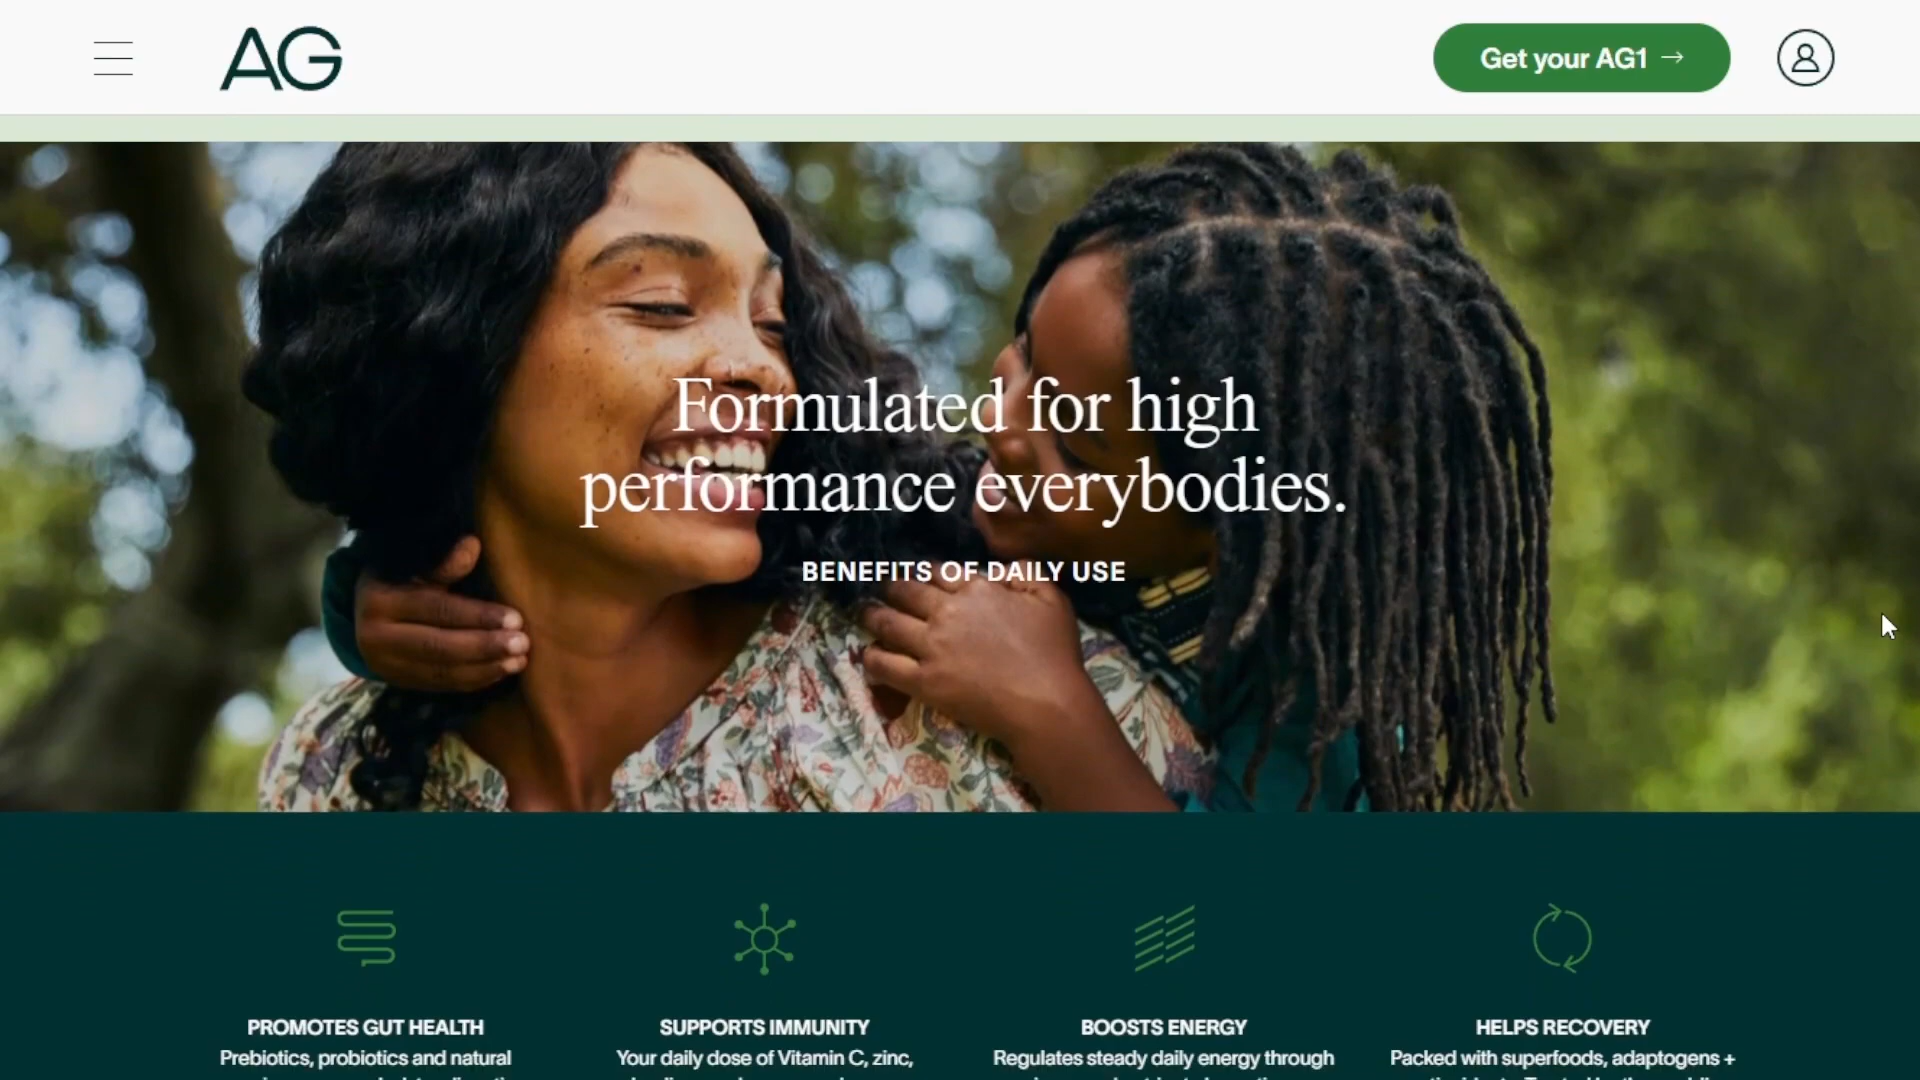 AG
Get your AG1 →
Formulated for high
performance everybodies.
BENEFITS OF DAILY USE
PROMOTES GUT HEALTH
Prebiotics, probiotics and natural
SUPPORTS IMMUNITY
Your daily dose of Vitamin C, zinc,
BOOSTS ENERGY
Regulates steady daily energy through
HELPS RECOVERY
Packed with superfoods, adaptogens +